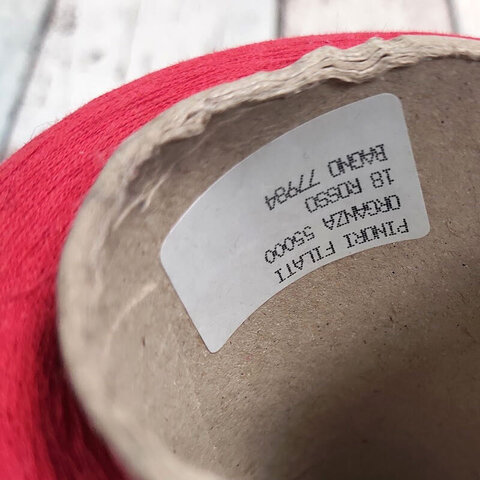 PINORI FILATI
ORGANZA 55000
18 ROSSO
BAGNO 77984